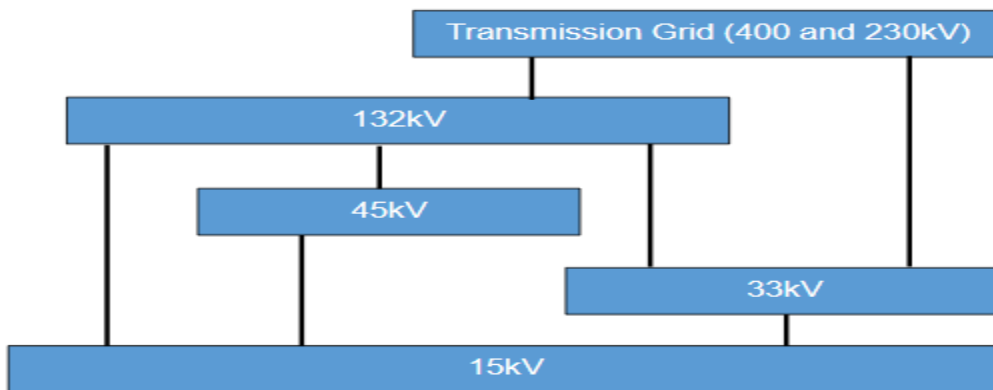 Transmission Grid (400 and 230kV)
132kV
45kV
33kV
15kV